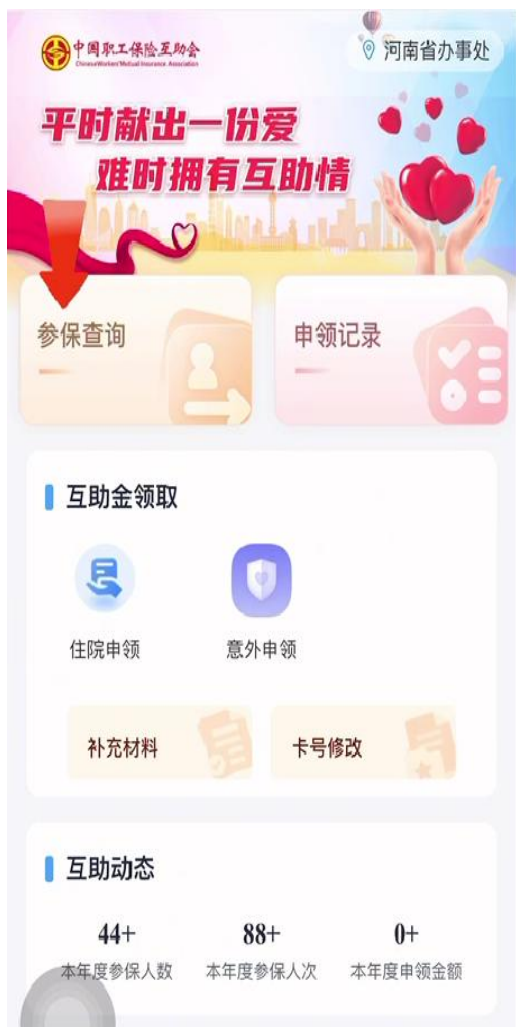 中国职工保险互助会
Chinese Workers' Mutual Insurance Association
河南省办事处
平时献出一份爱
难时拥有互助情
参保查询
申领记录
互助金领取
住院申领
意外申领
补充材料
卡号修改
互助动态
44+
88+
0+
本年度参保人数
本年度参保人次
本年度申领金额